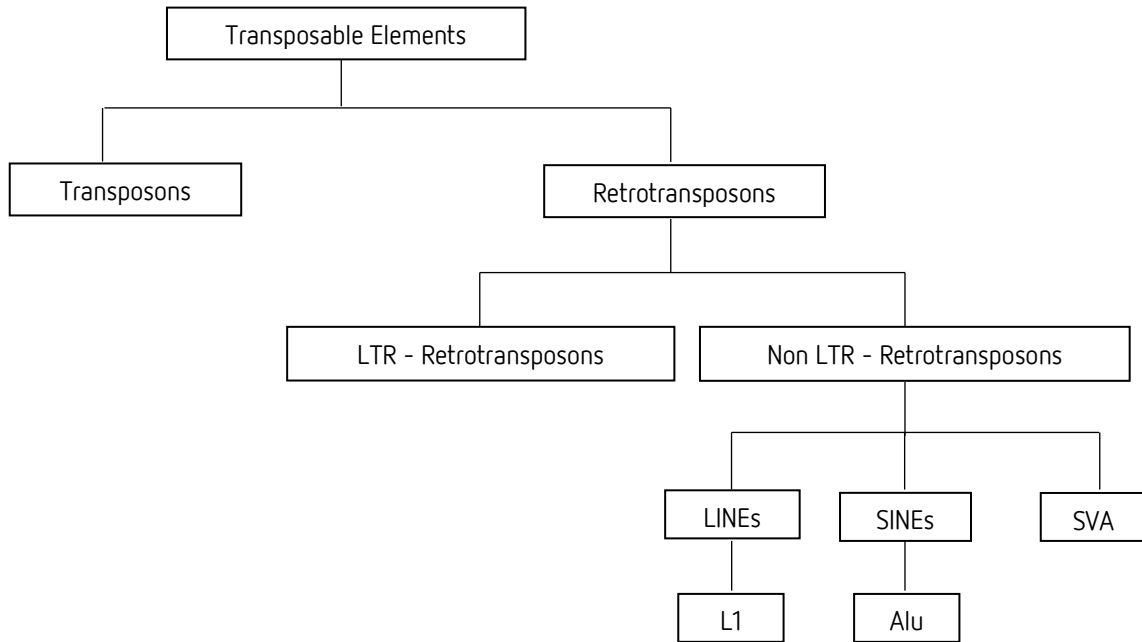 Transposable Elements
Transposons
Retrotransposons
LTR - Retrotransposons
Non LTR - Retrotransposons
LINEs
SINEs
SVA
L1
Alu